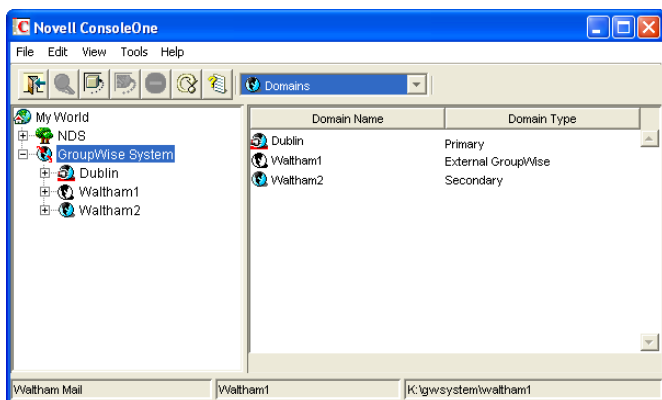 Novell ConsoleOne
File Edit View Tools Help
Domains
My World
NDS
GroupWise System
Dublin
Waltham1
Waltham2
Domain Name Domain Type
Dublin Primary
Waltham1 External GroupWise
Waltham2 Secondary
Waltham Mail Waltham1 K:\gwsystem\waltham1